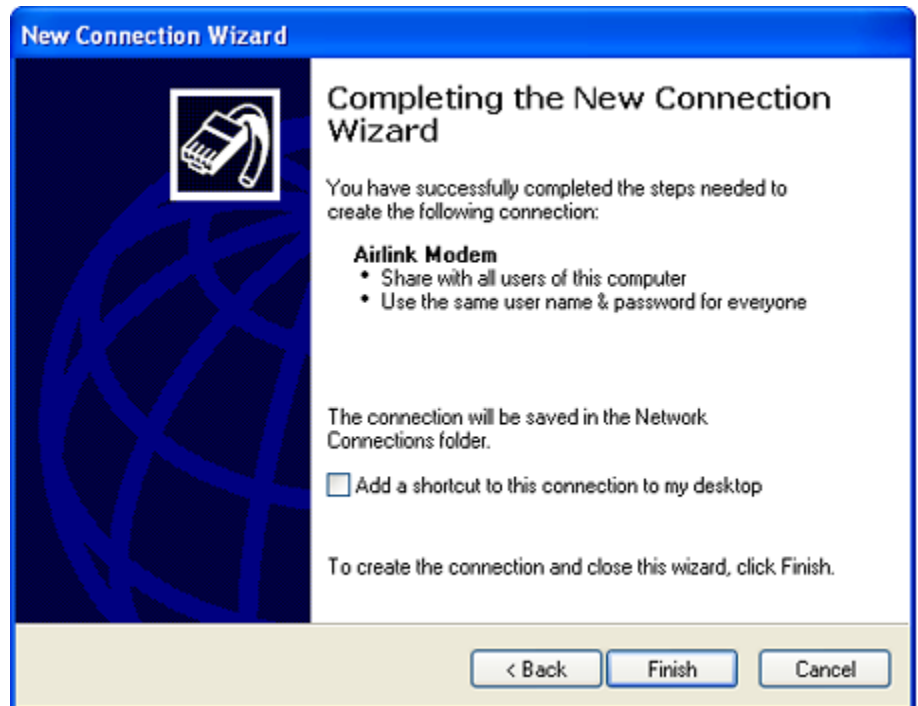 New Connection Wizard
Completing the New Connection
Wizard
You have successfully completed the steps needed to
create the following connection:
Airlink Modem
• Share with all users of this computer
• Use the same user name & password for everyone
The connection will be saved in the Network
Connections folder.
Add a shortcut to this connection to my desktop
To create the connection and close this wizard, click Finish.
< Back Finish Cancel